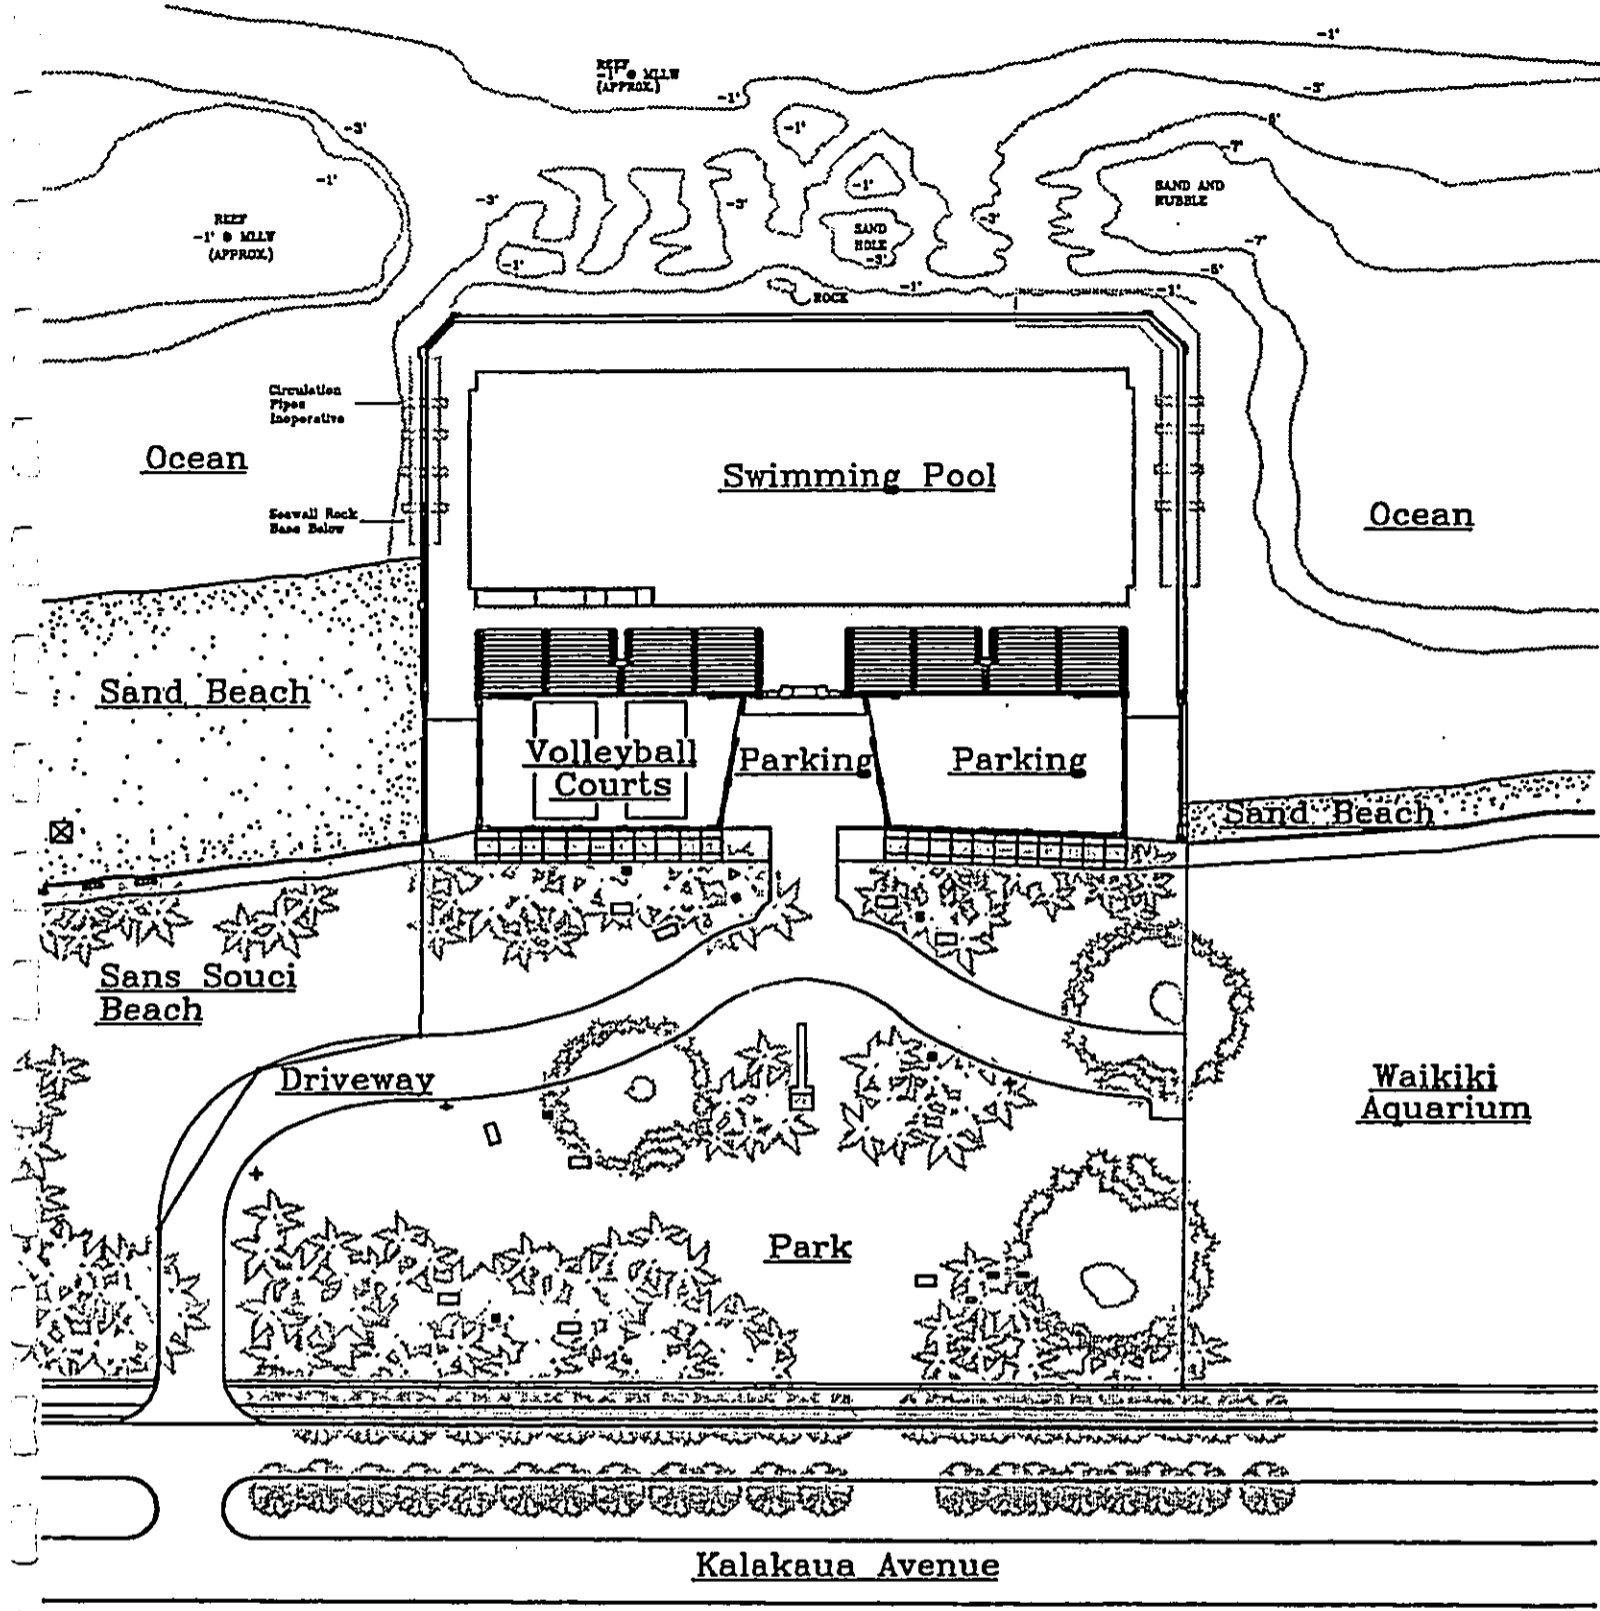 -1'
REEF
-1' @ MLLW
(APPROX.)
-1'
-3'
-3'
-1'
-1'
-5'
-7'
-1'
SAND AND
RUBBLE
-1'
-3'
-3'
-3'
REEF
-1' @ MLLW
(APPROX.)
SAND
HOLE
-3'
-1'
-7'
-5'
-1'
-1'
ROCK
Circulation
Pipes
Inoperative
Ocean
Swimming Pool
Seawall Rock
Base Below
Ocean
Sand Beach
Volleyball
Courts
Parking
Parking
Sand Beach
Sans Souci
Beach
Driveway
Waikiki
Aquarium
Park
Kalakaua Avenue